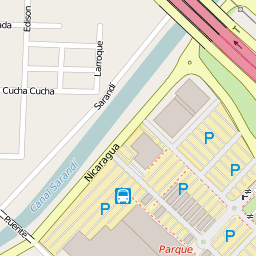 Edison
ada
Larroque
Cucha Cucha
Sarandí
P
Nicaragua
P
P
Canal Sarandí
P
P
Puente
P
Parque